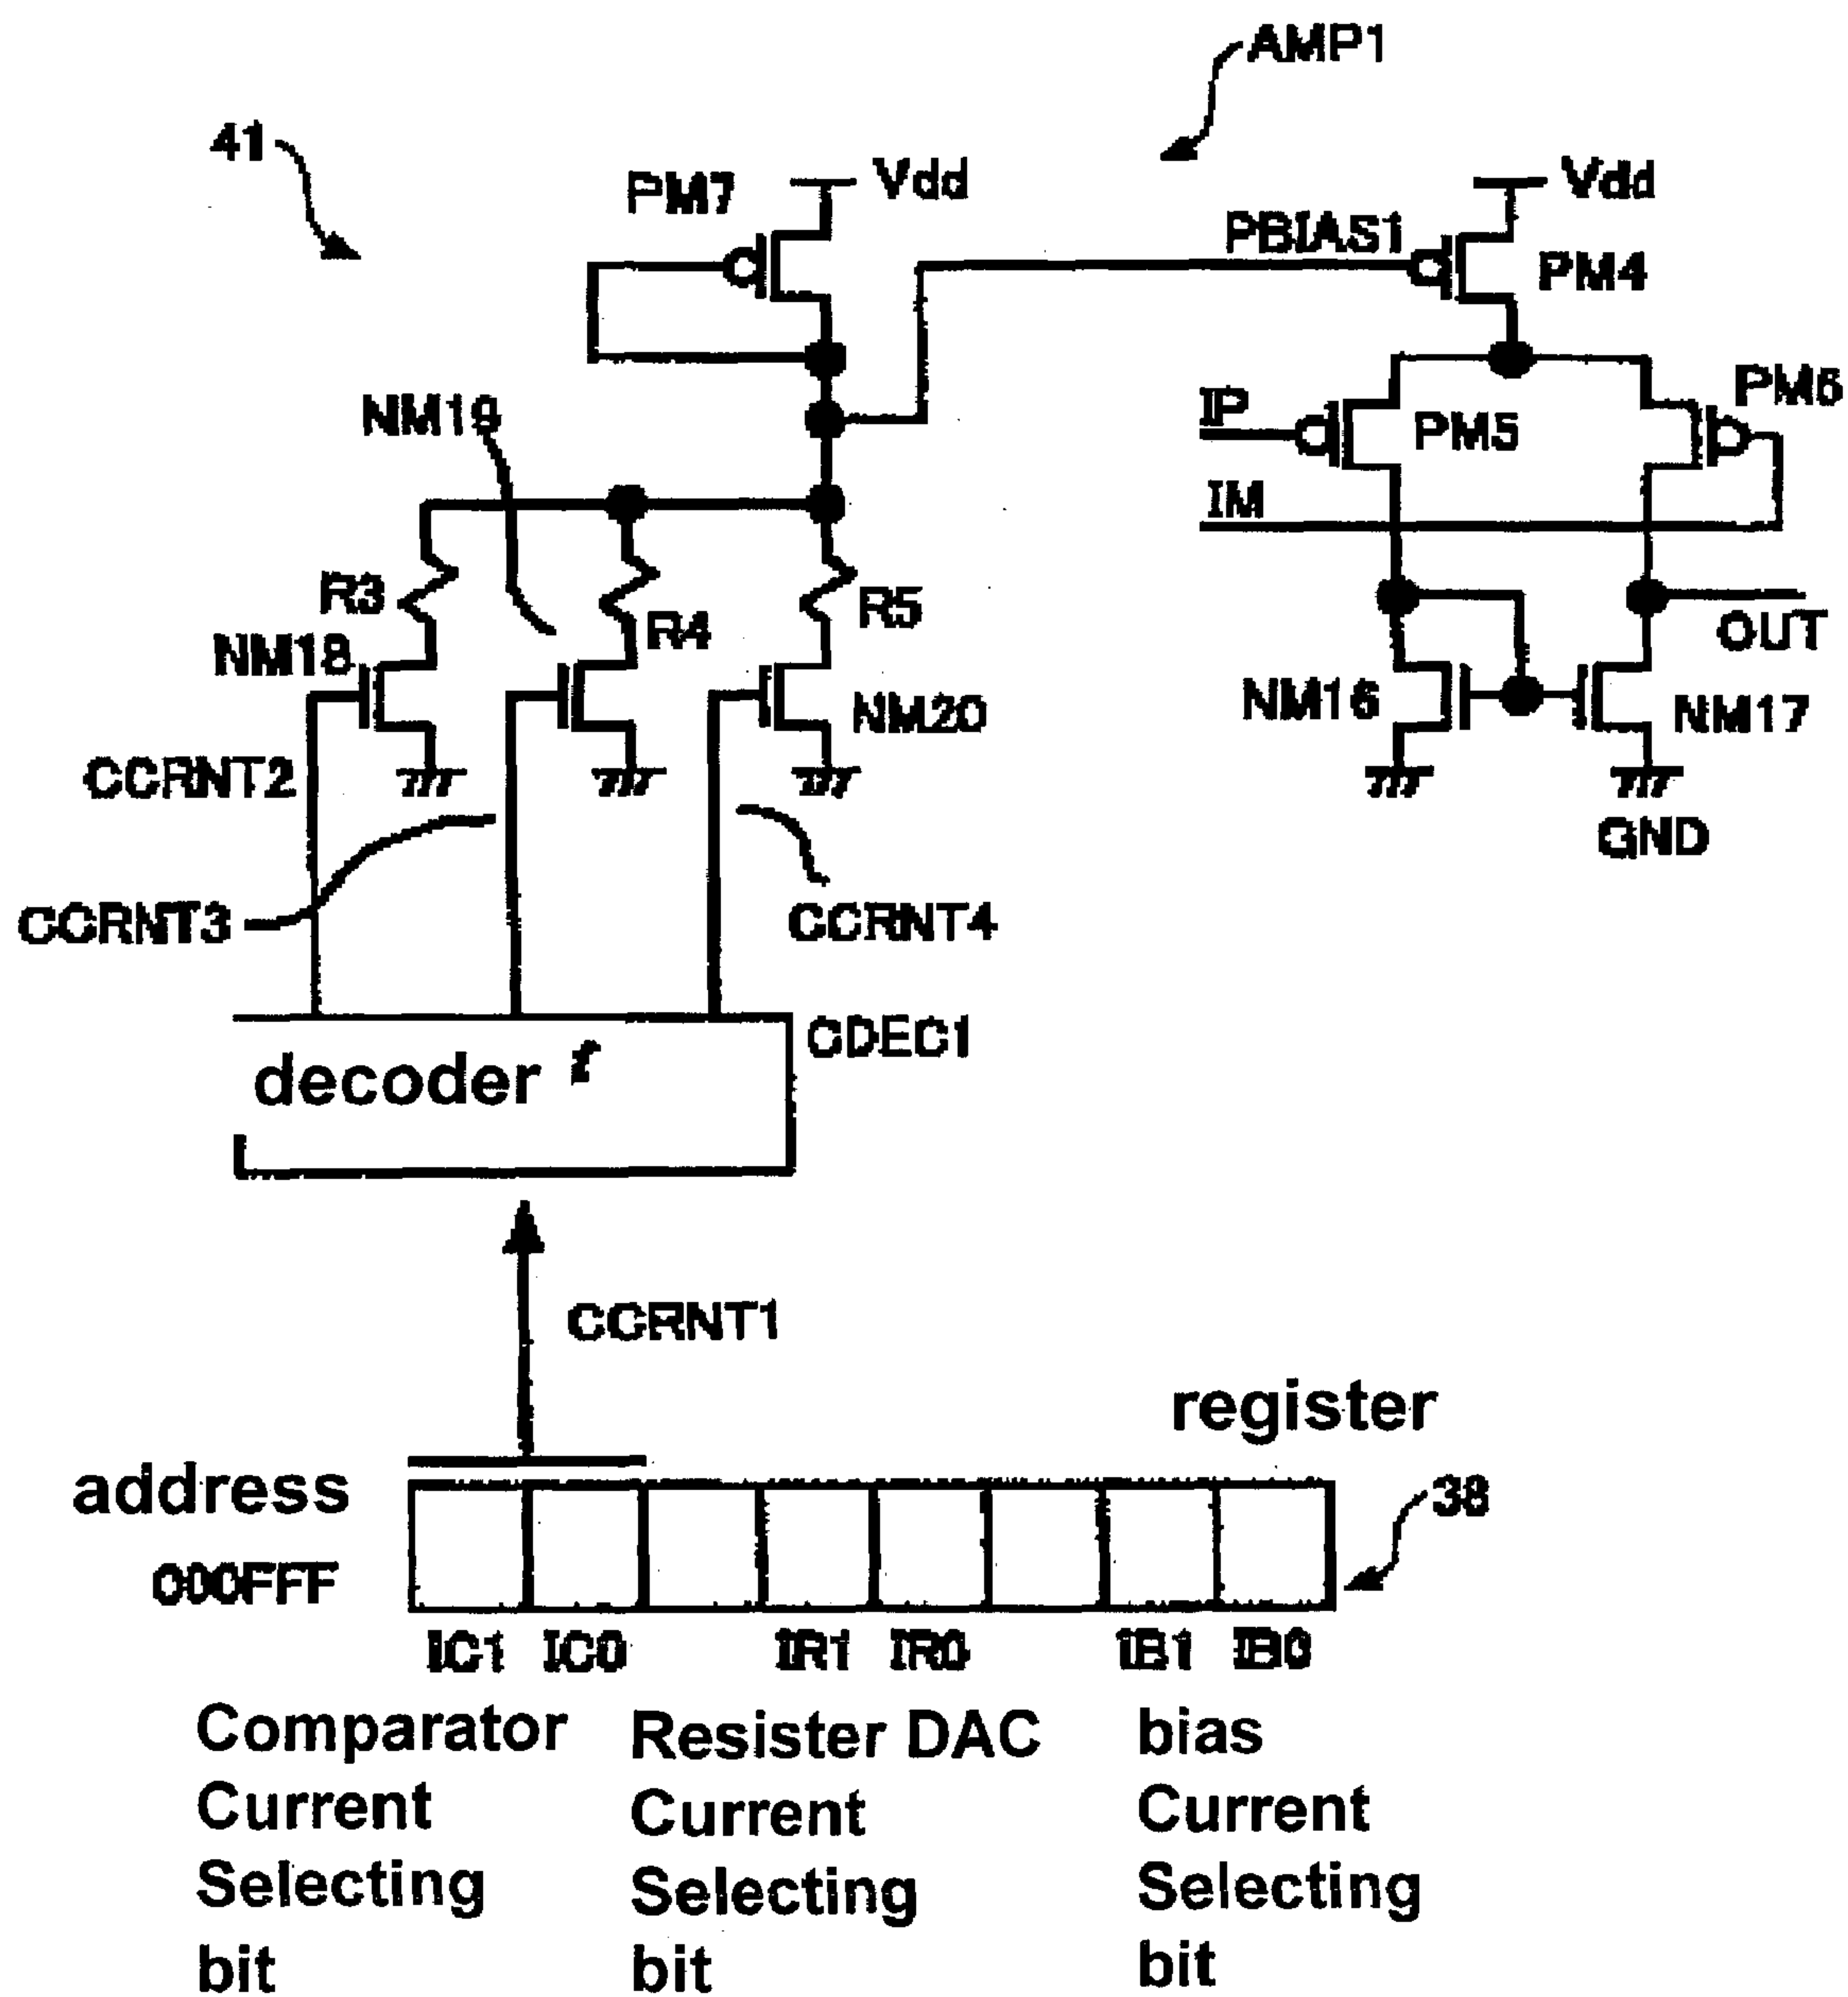 AMP1
41
PM7
Vdd
Vdd
PBIAS1
PM4
NM19
IP
PM5
PM6
IM
R3
R4
R5
OUT
NM18
NM20
NM16
NM17
CCRNT2
GND
CCRNT3
CCRNT4
CDEC1
decoder
CCRNT1
register
address
38
000FFF
IC1 IC0 IR1 IR0 IB1 IB0
Comparator
Current
Selecting
bit
Resister DAC
Current
Selecting
bit
bias
Current
Selecting
bit